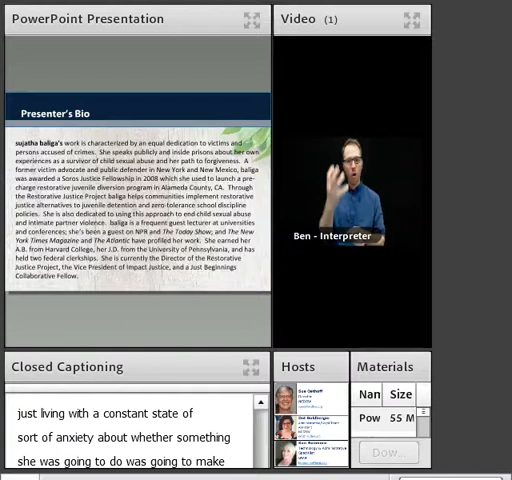 PowerPoint Presentation
Presenter's Bio
sujatha baliga's work is characterized by an equal dedication to victims and
persons accused of crimes.  She speaks publicly and inside prisons about her own
experiences as a survivor of child sexual abuse and her path to forgiveness.  A
former victim advocate and public defender in New York and New Mexico, baliga
was awarded a Soros Justice Fellowship in 2008 which she used to launch a pre-
charge restorative juvenile diversion program in Alameda County, CA.  Through
the Restorative Justice Project baliga helps communities implement restorative
justice alternatives to juvenile detention and zero-tolerance school discipline
policies.  She is also dedicated to using this approach to end child sexual abuse
and intimate partner violence.  baliga is a frequent guest lecturer at universities
and conferences; she's been a guest on NPR and The Today Show; and The New
York Times Magazine and The Atlantic have profiled her work.  She earned her
A.B. from Harvard College, her J.D. from the University of Pennsylvania, and has
held two federal clerkships.  She is currently the Director of the Restorative
Justice Project, the Vice President of Impact Justice, and a Just Beginnings
Collaborative Fellow.
Video (1)
Ben - Interpreter
Closed Captioning
just living with a constant state of
sort of anxiety about whether something
she was going to do was going to make
Hosts
Materials
Nan Size
Pow 55 M
Dow...